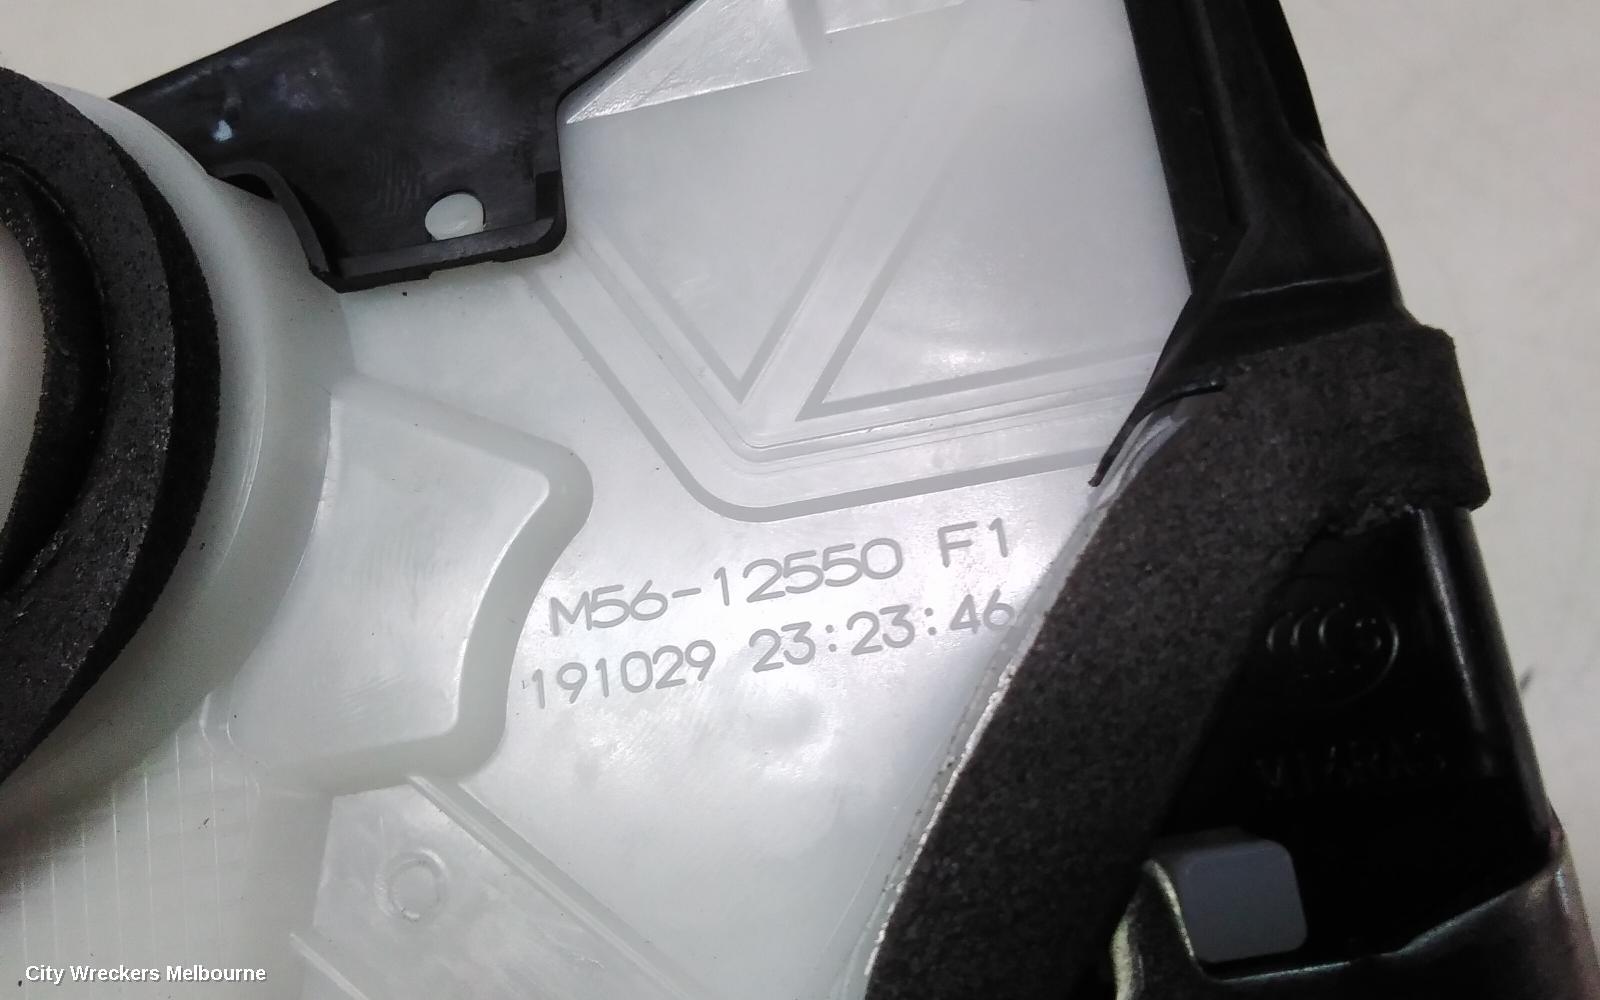 M56-12550 F1
191029 23:23:46
City Wreckers Melbourne